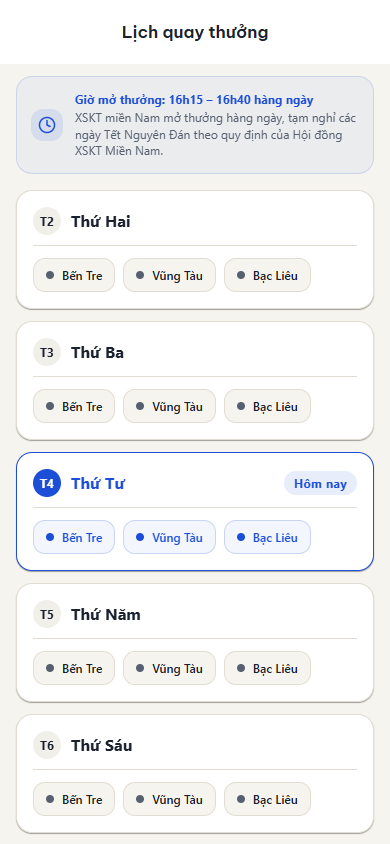 Lịch quay thưởng
Giờ mở thưởng: 16h15 – 16h40 hàng ngày
XSKT miền Nam mở thưởng hàng ngày, tạm nghỉ các
ngày Tết Nguyên Đán theo quy định của Hội đồng
XSKT Miền Nam.
T2 Thứ Hai
Bến Tre Vũng Tàu Bạc Liêu
T3 Thứ Ba
Bến Tre Vũng Tàu Bạc Liêu
T4 Thứ Tư Hôm nay
Bến Tre Vũng Tàu Bạc Liêu
T5 Thứ Năm
Bến Tre Vũng Tàu Bạc Liêu
T6 Thứ Sáu
Bến Tre Vũng Tàu Bạc Liêu